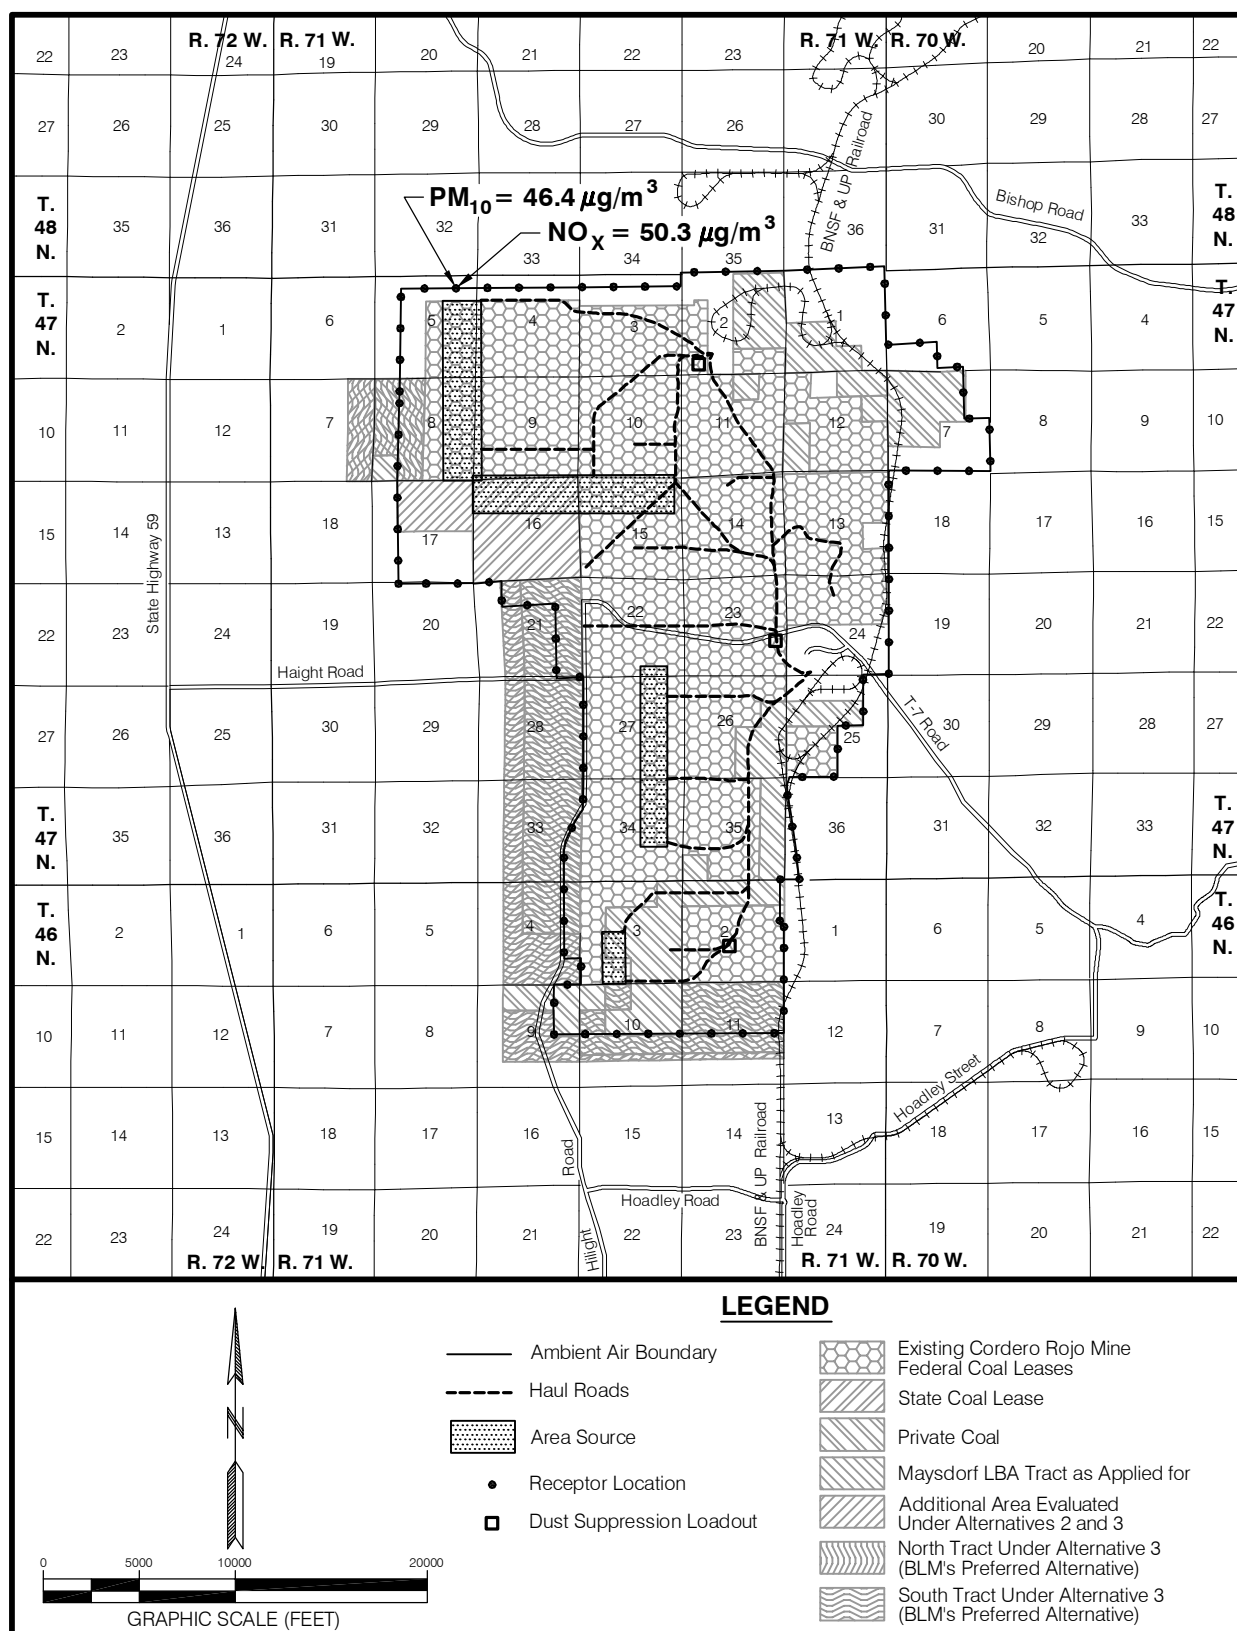 R. 72 W. R. 71 W. R. 71 W. R. 70 W.
22 23 24 19 20 21 22 23 20 21 22
27 26 25 30 29 28 27 26 30 29 28 27
BNSF & UP Railroad
PM10 = 46.4 µg/m3
NOX = 50.3 µg/m3
Bishop Road
T.
48
N.
35 36 31 32 33 34 35 36 31 32 33
T.
48
N.
T.
47
N.
2 1 6 5 4 3 2 1 6 5 4
T.
47
N.
10 11 12 7 8 9 10 11 12 7 8 9 10
State Highway 59
15 14 13 18 17 16 15 14 13 18 17 16 15
22 23 24 19 20 21 22 23 24 19 20 21 22
Haight Road
T-7 Road
27 26 25 30 29 28 27 26 25 30 29 28 27
T.
47
N.
35 36 31 32 33 34 35 36 31 32 33
T.
47
N.
T.
46
N.
2 1 6 5 4 3 2 1 6 5 4
T.
46
N.
10 11 12 7 8 9 10 11 12 7 8 9 10
Hoadley Street
15 14 13 18 17 16 15 14 13 18 17 16 15
Hilight Road
Hoadley Road
BNSF & UP Railroad
Hoadley
Road
22 23 24 19 20 21 22 23 24 19 20 21 22
R. 72 W. R. 71 W. R. 71 W. R. 70 W.
LEGEND
Ambient Air Boundary
Haul Roads
Area Source
Receptor Location
Dust Suppression Loadout
Existing Cordero Rojo Mine
Federal Coal Leases
State Coal Lease
Private Coal
Maysdorf LBA Tract as Applied for
Additional Area Evaluated
Under Alternatives 2 and 3
North Tract Under Alternative 3
(BLM's Preferred Alternative)
South Tract Under Alternative 3
(BLM's Preferred Alternative)
N
0 5000 10000 20000
GRAPHIC SCALE (FEET)